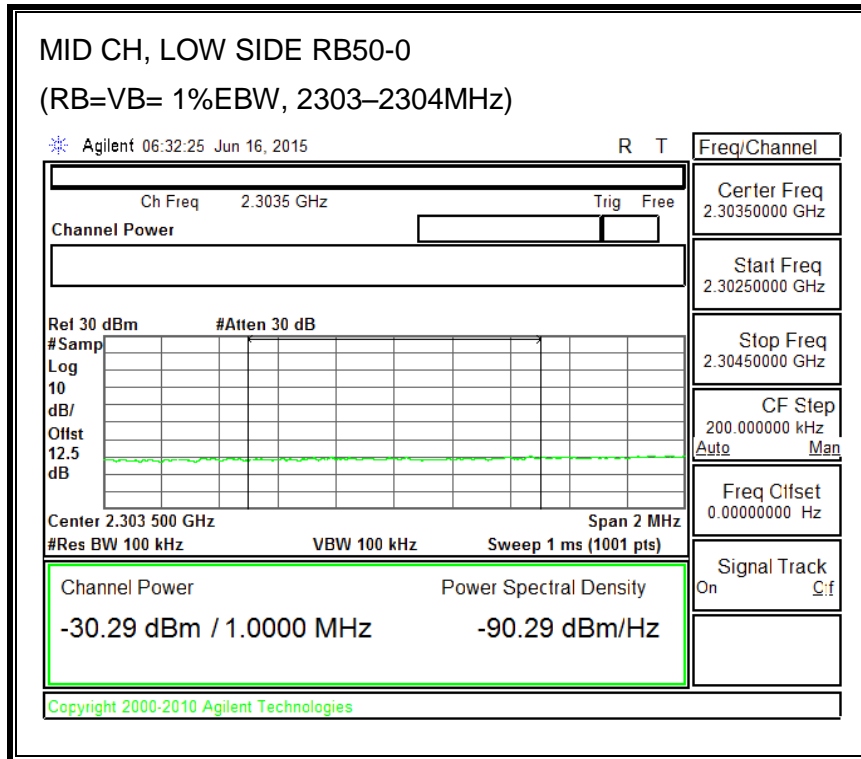 MID CH, LOW SIDE RB50-0
(RB=VB= 1%EBW, 2303–2304MHz)
Agilent 06:32:25 Jun 16, 2015 R T
Freq/Channel
Ch Freq 2.3035 GHz Trig Free
Channel Power
Center Freq
2.30350000 GHz
Start Freq
2.30250000 GHz
Stop Freq
2.30450000 GHz
CF Step
200.000000 kHz
Auto Man
Freq Offset
0.00000000 Hz
Signal Track
On Off
Ref 30 dBm #Atten 30 dB
#Samp
Log
10
dB/
Offst
12.5
dB
Center 2.303 500 GHz Span 2 MHz
#Res BW 100 kHz VBW 100 kHz Sweep 1 ms (1001 pts)
Channel Power Power Spectral Density
-30.29 dBm / 1.0000 MHz -90.29 dBm/Hz
Copyright 2000-2010 Agilent Technologies